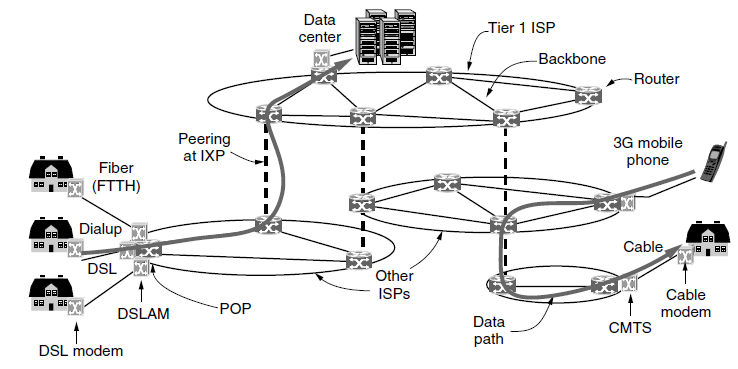 Data
center
Tier 1 ISP
Backbone
Router
Peering
at IXP
3G mobile
phone
Fiber
(FTTH)
Dialup
DSL
Cable
Other
ISPs
POP
DSLAM
DSL modem
Data
path
CMTS
Cable
modem